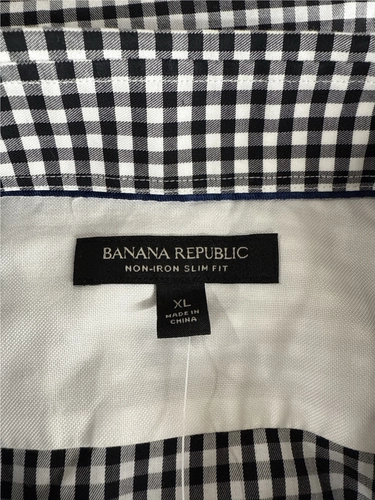 BANANA REPUBLIC
NON-IRON SLIM FIT
XL
MADE IN
CHINA